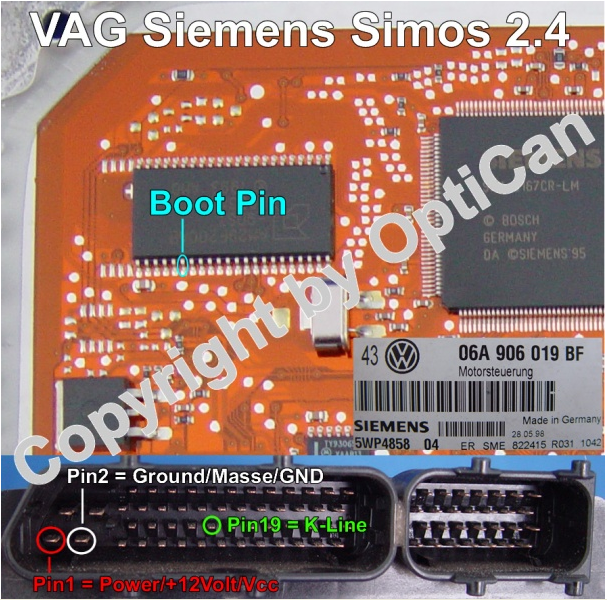 VAG Siemens Simos 2.4
SIEMENS
167CR-LM
© BOSCH
GERMANY
DA ©SIEMENS'95
Boot Pin
Copyright by OptiCan
43 06A 906 019 BF
Motorsteuerung
Made in Germany
SIEMENS
28.05.98
5WP4858 04 ER SME 822415 R031 1042
Pin2 = Ground/Masse/GND
Pin19 = K-Line
Pin1 = Power/+12Volt/Vcc